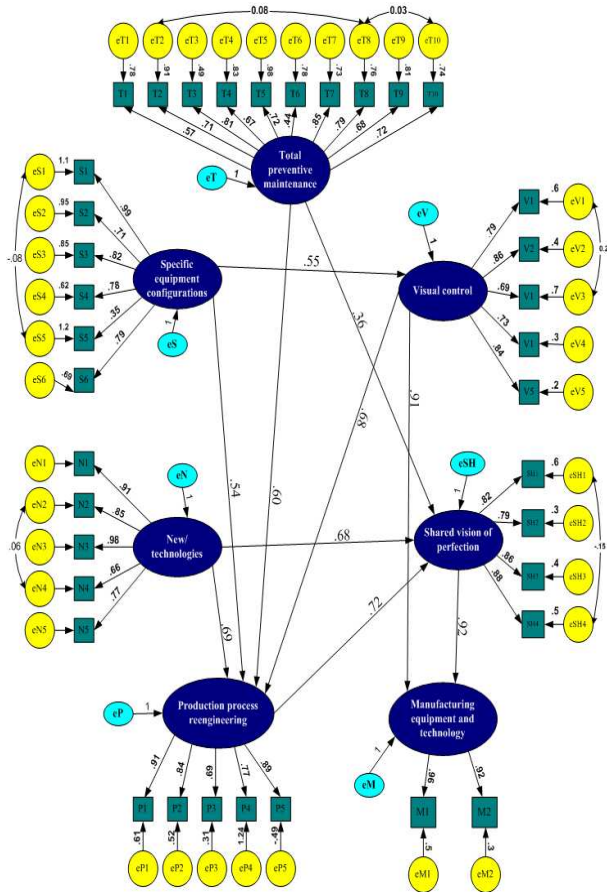 0.08
0.03
eT1 eT2 eT3 eT4 eT5 eT6 eT7 eT8 eT9 eT10
.78 .91 .49 .83 .98 .78 .73 .76 .81 .74
T1 T2 T3 T4 T5 T6 T7 T8 T9 T10
.57 .71 .81 .67 .72 .44 .85 .79 .68 .72
Total
preventive
maintenance
eT
1
eS1 1.1 S1 .99
eS2 .95 S2 .71
eS3 .85 S3 .82
eS4 .62 S4 .78
eS5 1.2 S5 .35
eS6 .69 S6 .79
-.08
Specific
equipment
configurations
1
eS
.55
.36
eV
1
Visual control
.79 V1 .6 eV1
.86 V2 .4 eV2
.69 V1 .7 eV3
.73 V1 .3 eV4
.84 V5 .2 eV5
0.2
.91
.68
.54
.60
eN1 N1 .91
eN2 N2 .85
eN3 N3 .98
eN4 N4 .66
eN5 N5 .77
.06
eN
1
New/
technologies
.68
.69
.72
.92
eSH
1
Shared vision of
perfection
.82 SH1 .6 eSH1
.79 SH2 .3 eSH2
.86 SH3 .4 eSH3
.88 SH4 .5 eSH4
-.15
eP
1
Production process
reengineering
.91 .84 .69 .77 .89
P1 P2 P3 P4 P5
.61 .52 .31 1.24 -.49
eP1 eP2 eP3 eP4 eP5
Manufacturing
equipment and
technology
1
eM
.96 .92
M1 M2
.5 .3
eM1 eM2